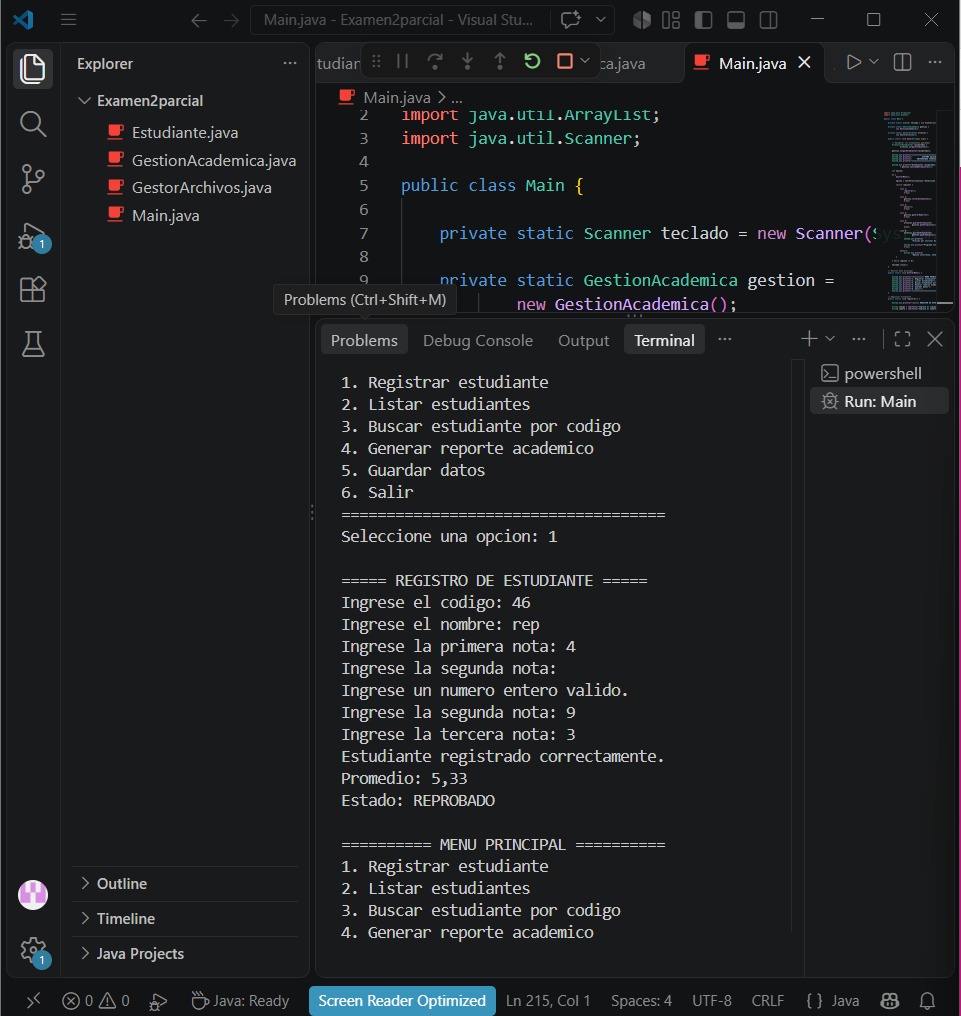 Main.java - Examen2parcial - Visual Stu...
Explorer
Examen2parcial
Estudiante.java
GestionAcademica.java
GestorArchivos.java
Main.java
Outline
Timeline
Java Projects
1
1
tudian
ca.java
Main.java
Main.java > ...
2 import java.util.ArrayList;
3 import java.util.Scanner;
4
5 public class Main {
6
7 private static Scanner teclado = new Scanner(Sys
8
9 private static GestionAcademica gestion =
new GestionAcademica();
Problems (Ctrl+Shift+M)
Problems
Debug Console
Output
Terminal
powershell
Run: Main
1. Registrar estudiante
2. Listar estudiantes
3. Buscar estudiante por codigo
4. Generar reporte academico
5. Guardar datos
6. Salir
====================================
Seleccione una opcion: 1
===== REGISTRO DE ESTUDIANTE =====
Ingrese el codigo: 46
Ingrese el nombre: rep
Ingrese la primera nota: 4
Ingrese la segunda nota:
Ingrese un numero entero valido.
Ingrese la segunda nota: 9
Ingrese la tercera nota: 3
Estudiante registrado correctamente.
Promedio: 5,33
Estado: REPROBADO
========== MENU PRINCIPAL ==========
1. Registrar estudiante
2. Listar estudiantes
3. Buscar estudiante por codigo
4. Generar reporte academico
0 0 Java: Ready Screen Reader Optimized Ln 215, Col 1 Spaces: 4 UTF-8 CRLF {} Java